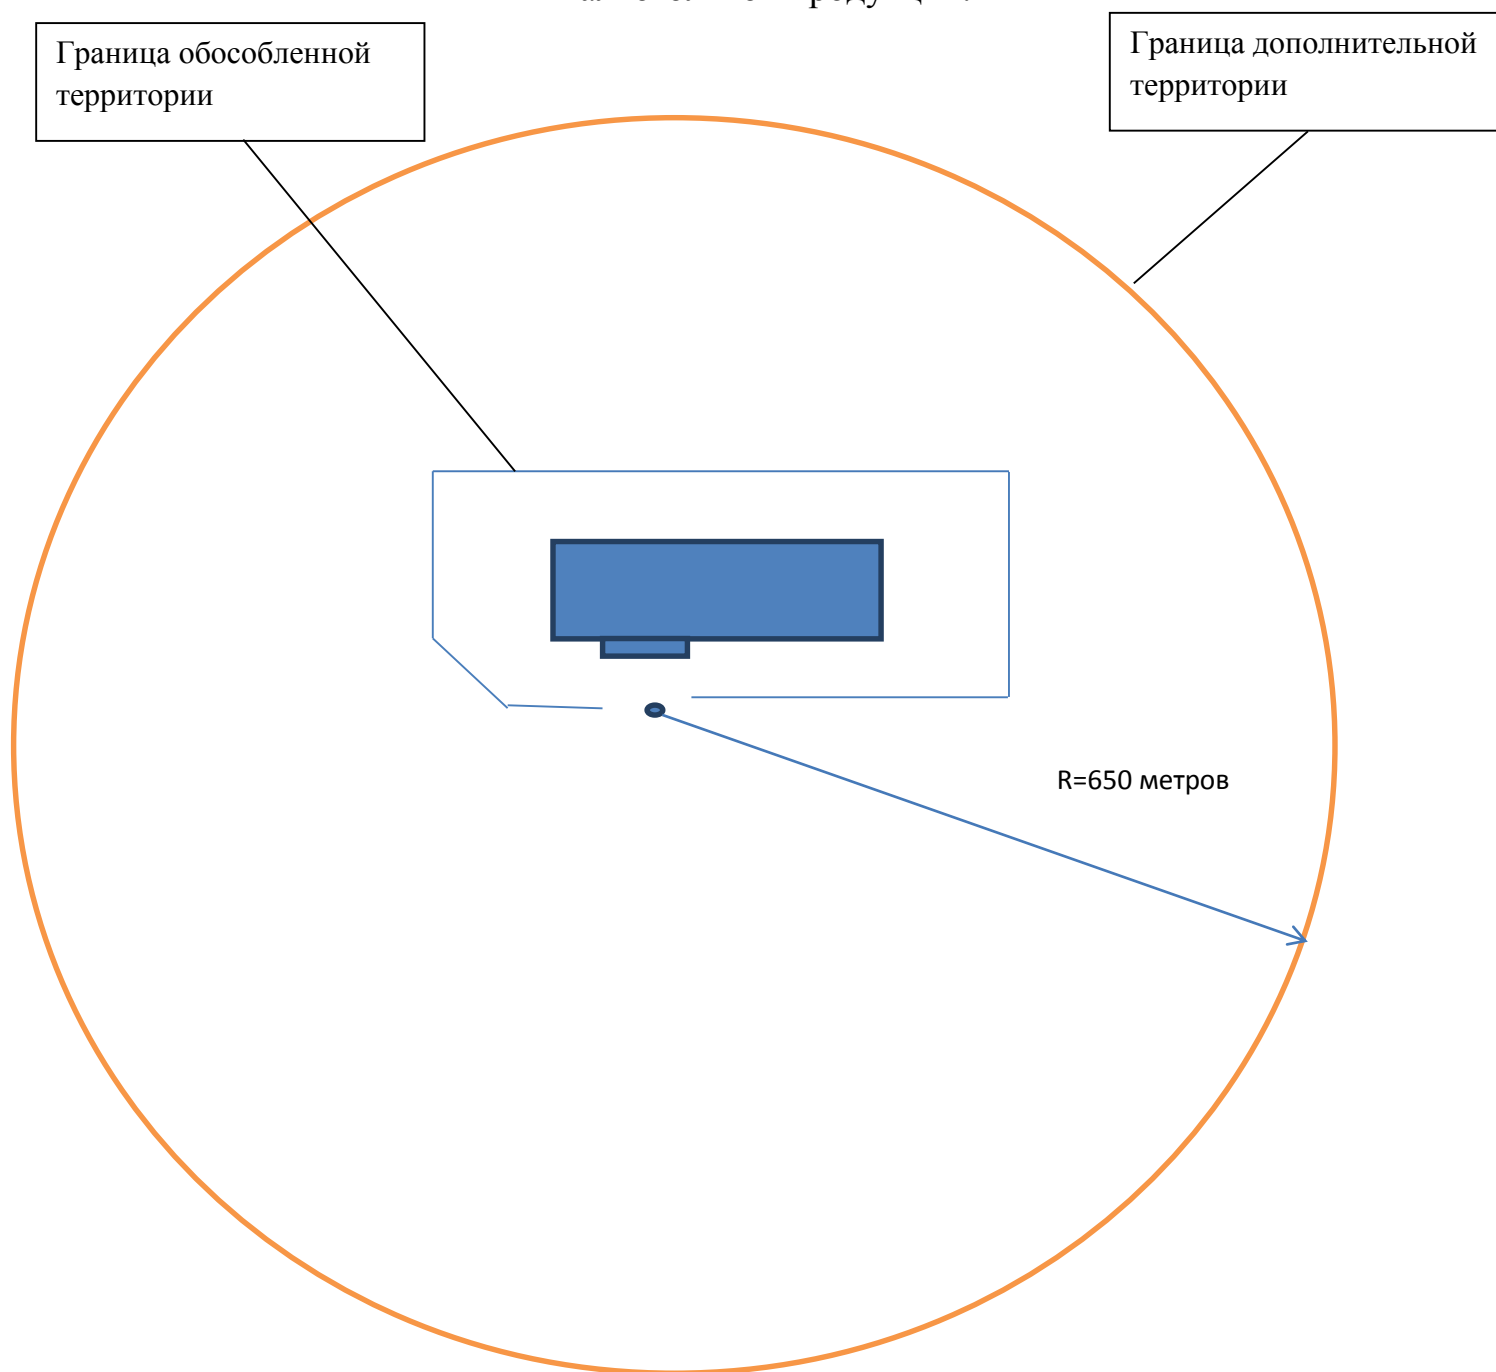 Граница обособленной
территории
Граница дополнительной
территории
R=650 метров